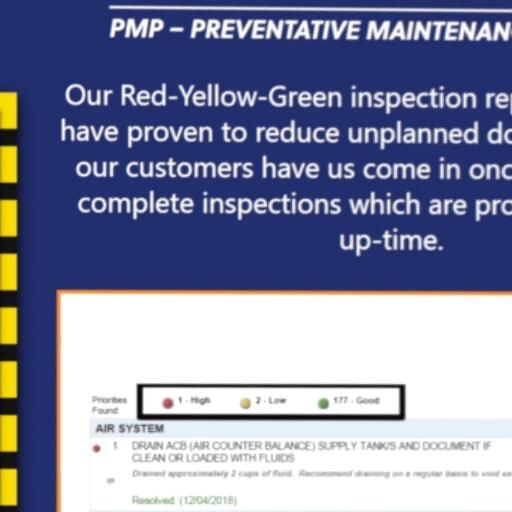 PMP – PREVENTATIVE MAINTENAN
Our Red-Yellow-Green inspection rep
have proven to reduce unplanned do
our customers have us come in onc
complete inspections which are pro
up-time.
Priorities Found: 1 - High 2 - Low 177 - Good
AIR SYSTEM
1. DRAIN ACB (AIR COUNTER BALANCE) SUPPLY TANK/S AND DOCUMENT IF
CLEAN OR LOADED WITH FLUIDS
Drained approximately 2 cups of fluid. Recommend draining on a regular basis to void ex
Resolved: (12/04/2018)